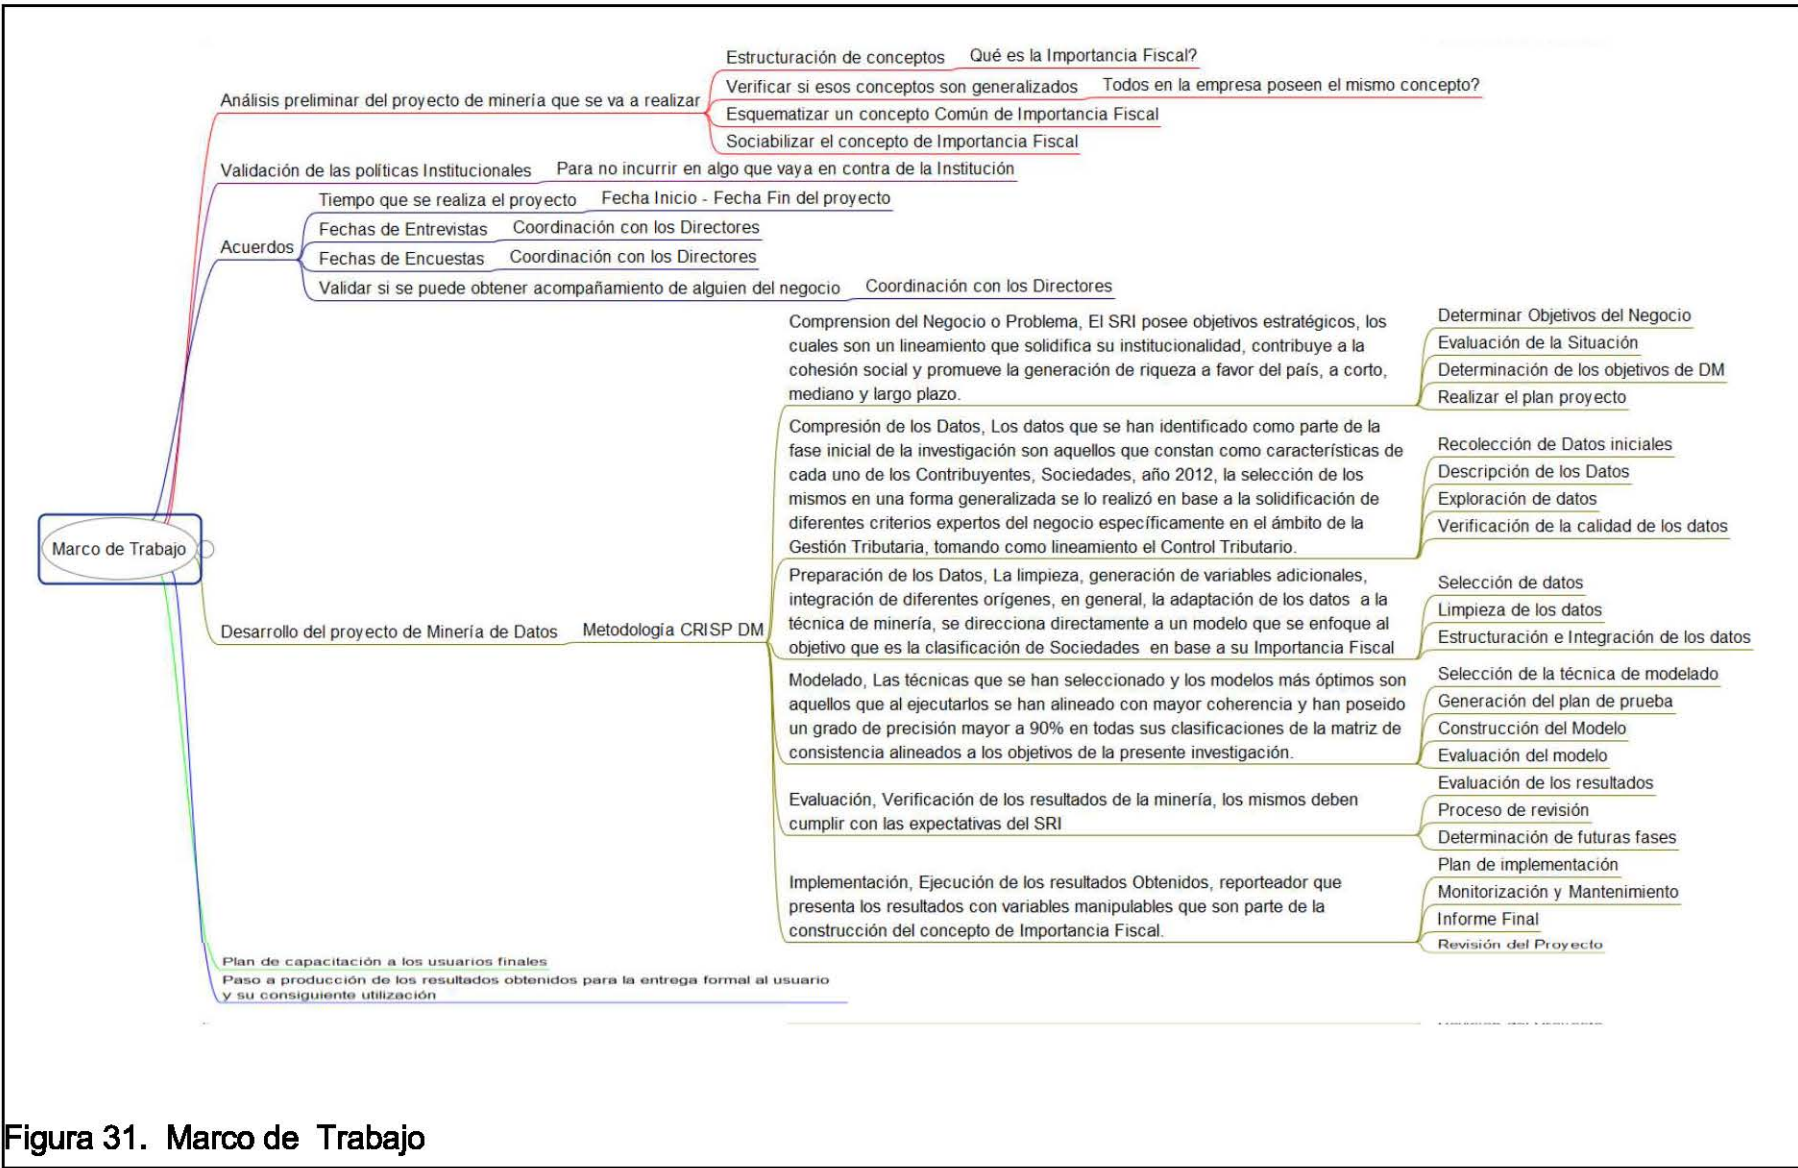 Estructuración de conceptos Qué es la Importancia Fiscal?
Verificar si esos conceptos son generalizados Todos en la empresa poseen el mismo concepto?
Análisis preliminar del proyecto de minería que se va a realizar
Esquematizar un concepto Común de Importancia Fiscal
Sociabilizar el concepto de Importancia Fiscal
Validación de las políticas Institucionales Para no incurrir en algo que vaya en contra de la Institución
Tiempo que se realiza el proyecto Fecha Inicio - Fecha Fin del proyecto
Fechas de Entrevistas Coordinación con los Directores
Acuerdos
Fechas de Encuestas Coordinación con los Directores
Validar si se puede obtener acompañamiento de alguien del negocio Coordinación con los Directores
Marco de Trabajo
Desarrollo del proyecto de Minería de Datos Metodología CRISP DM
Comprension del Negocio o Problema, El SRI posee objetivos estratégicos, los
cuales son un lineamiento que solidifica su institucionalidad, contribuye a la
cohesión social y promueve la generación de riqueza a favor del país, a corto,
mediano y largo plazo.
Determinar Objetivos del Negocio
Evaluación de la Situación
Determinación de los objetivos de DM
Realizar el plan proyecto
Compresión de los Datos, Los datos que se han identificado como parte de la
fase inicial de la investigación son aquellos que constan como características de
cada uno de los Contribuyentes, Sociedades, año 2012, la selección de los
mismos en una forma generalizada se lo realizó en base a la solidificación de
diferentes criterios expertos del negocio específicamente en el ámbito de la
Gestión Tributaria, tomando como lineamiento el Control Tributario.
Recolección de Datos iniciales
Descripción de los Datos
Exploración de datos
Verificación de la calidad de los datos
Preparación de los Datos, La limpieza, generación de variables adicionales,
integración de diferentes orígenes, en general, la adaptación de los datos a la
técnica de minería, se direcciona directamente a un modelo que se enfoque al
objetivo que es la clasificación de Sociedades en base a su Importancia Fiscal
Selección de datos
Limpieza de los datos
Estructuración e Integración de los datos
Modelado, Las técnicas que se han seleccionado y los modelos más óptimos son
aquellos que al ejecutarlos se han alineado con mayor coherencia y han poseido
un grado de precisión mayor a 90% en todas sus clasificaciones de la matriz de
consistencia alineados a los objetivos de la presente investigación.
Selección de la técnica de modelado
Generación del plan de prueba
Construcción del Modelo
Evaluación del modelo
Evaluación, Verificación de los resultados de la minería, los mismos deben
cumplir con las expectativas del SRI
Evaluación de los resultados
Proceso de revisión
Determinación de futuras fases
Implementación, Ejecución de los resultados Obtenidos, reporteador que
presenta los resultados con variables manipulables que son parte de la
construcción del concepto de Importancia Fiscal.
Plan de implementación
Monitorización y Mantenimiento
Informe Final
Revisión del Proyecto
Plan de capacitación a los usuarios finales
Paso a producción de los resultados obtenidos para la entrega formal al usuario
y su consiguiente utilización
Figura 31. Marco de Trabajo